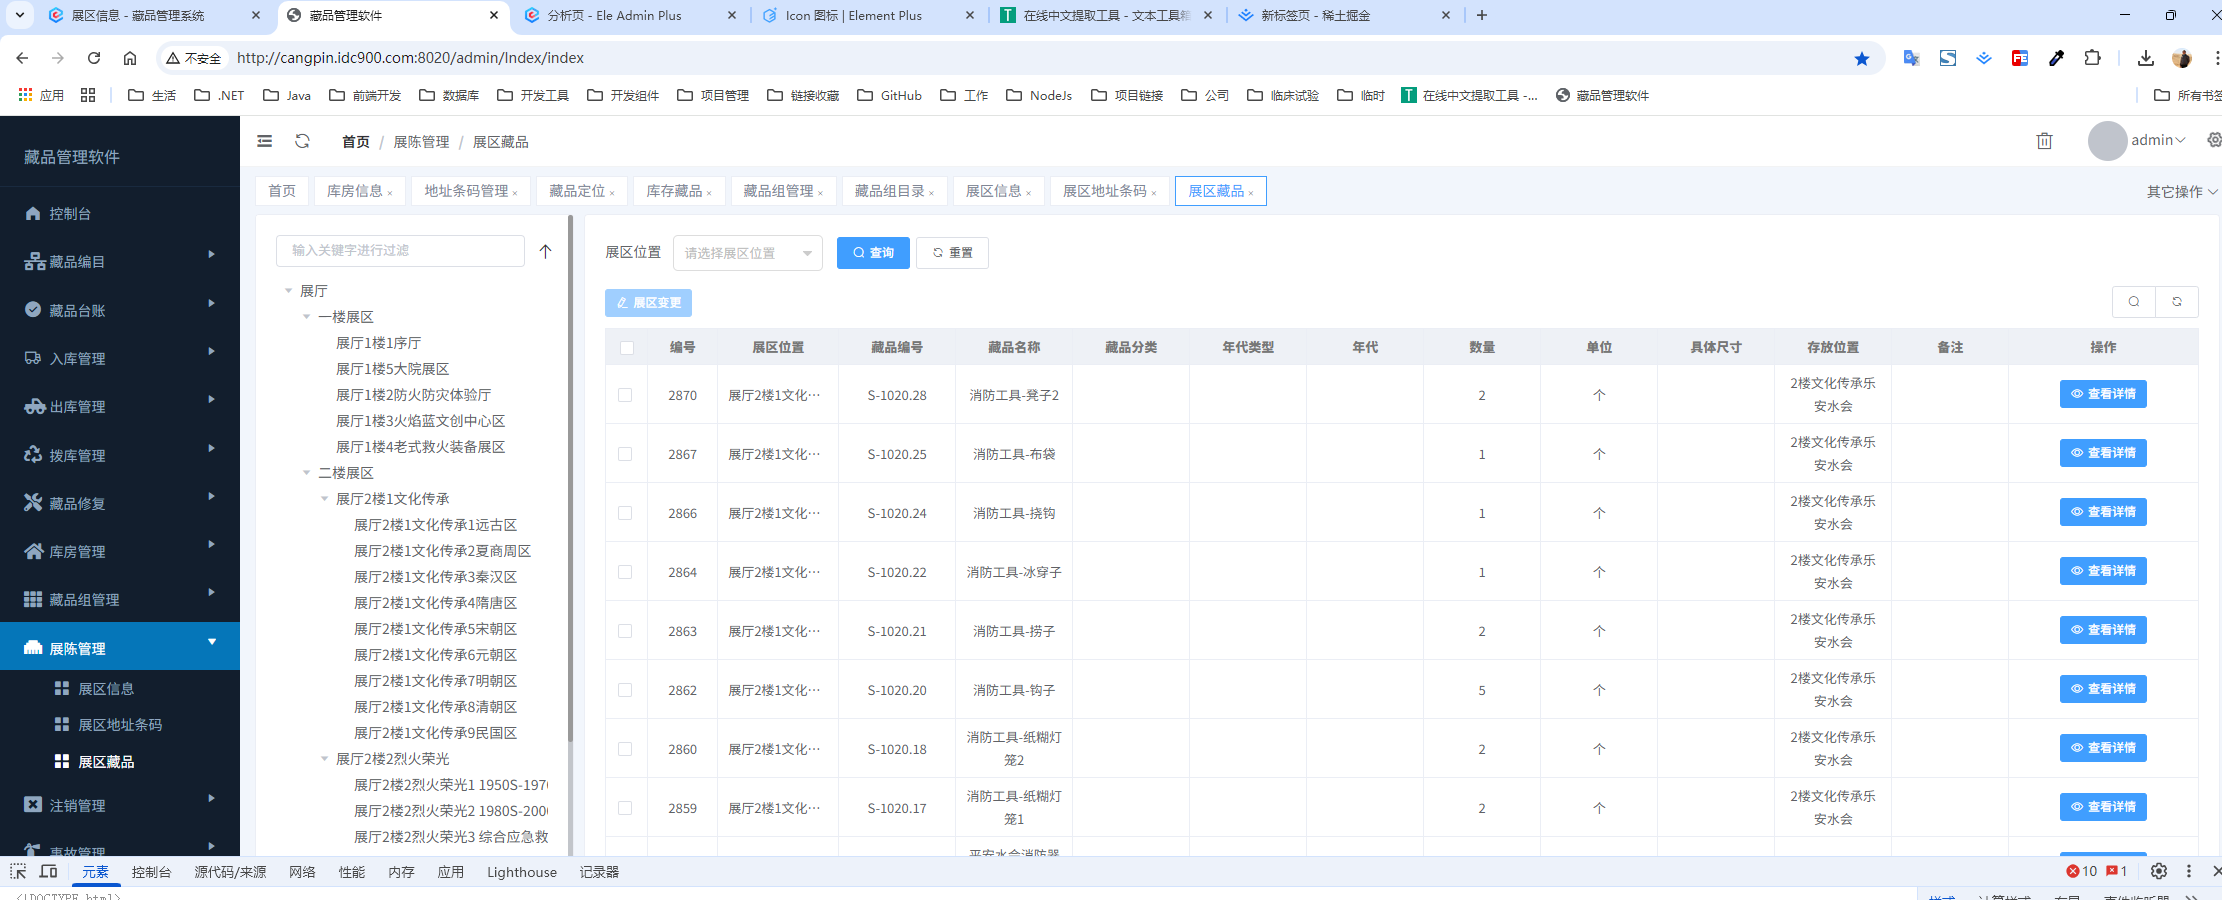 展区信息 - 藏品管理系统
藏品管理软件
分析页 - Ele Admin Plus
Icon 图标 | Element Plus
在线中文提取工具 - 文本工具箱
新标签页 - 稀土掘金
不安全
http://cangpin.idc900.com:8020/admin/Index/index
应用
生活
.NET
Java
前端开发
数据库
开发工具
开发组件
项目管理
链接收藏
GitHub
工作
NodeJs
项目链接
公司
临床试验
临时
在线中文提取工具 -...
藏品管理软件
所有书签
藏品管理软件
首页 / 展陈管理 / 展区藏品
admin
首页
库房信息
地址条码管理
藏品定位
库存藏品
藏品组管理
藏品组目录
展区信息
展区地址条码
展区藏品
其它操作
控制台
藏品编目
藏品台账
入库管理
出库管理
拨库管理
藏品修复
库房管理
藏品组管理
展陈管理
展区信息
展区地址条码
展区藏品
注销管理
事故管理
输入关键字进行过滤
展厅
一楼展区
展厅1楼1序厅
展厅1楼5大院展区
展厅1楼2防火防灾体验厅
展厅1楼3火焰蓝文创中心区
展厅1楼4老式救火装备展区
二楼展区
展厅2楼1文化传承
展厅2楼1文化传承1远古区
展厅2楼1文化传承2夏商周区
展厅2楼1文化传承3秦汉区
展厅2楼1文化传承4隋唐区
展厅2楼1文化传承5宋朝区
展厅2楼1文化传承6元朝区
展厅2楼1文化传承7明朝区
展厅2楼1文化传承8清朝区
展厅2楼1文化传承9民国区
展厅2楼2烈火荣光
展厅2楼2烈火荣光1 1950S-197
展厅2楼2烈火荣光2 1980S-200
展厅2楼2烈火荣光3 综合应急救
展区位置 请选择展区位置 查询 重置
展区变更
编号 展区位置 藏品编号 藏品名称 藏品分类 年代类型 年代 数量 单位 具体尺寸 存放位置 备注 操作
2870 展厅2楼1文化… S-1020.28 消防工具-凳子2 2 个 2楼文化传承乐
安水会
查看详情
2867 展厅2楼1文化… S-1020.25 消防工具-布袋 1 个 2楼文化传承乐
安水会
查看详情
2866 展厅2楼1文化… S-1020.24 消防工具-挠钩 1 个 2楼文化传承乐
安水会
查看详情
2864 展厅2楼1文化… S-1020.22 消防工具-冰穿子 1 个 2楼文化传承乐
安水会
查看详情
2863 展厅2楼1文化… S-1020.21 消防工具-捞子 2 个 2楼文化传承乐
安水会
查看详情
2862 展厅2楼1文化… S-1020.20 消防工具-钩子 5 个 2楼文化传承乐
安水会
查看详情
2860 展厅2楼1文化… S-1020.18 消防工具-纸糊灯
笼2
2 个 2楼文化传承乐
安水会
查看详情
2859 展厅2楼1文化… S-1020.17 消防工具-纸糊灯
笼1
2 个 2楼文化传承乐
安水会
查看详情
平安水会消防器
元素 控制台 源代码/来源 网络 性能 内存 应用 Lighthouse 记录器
10 1
<!DOCTYPE html>
样式 计算样式 布局 事件监听器